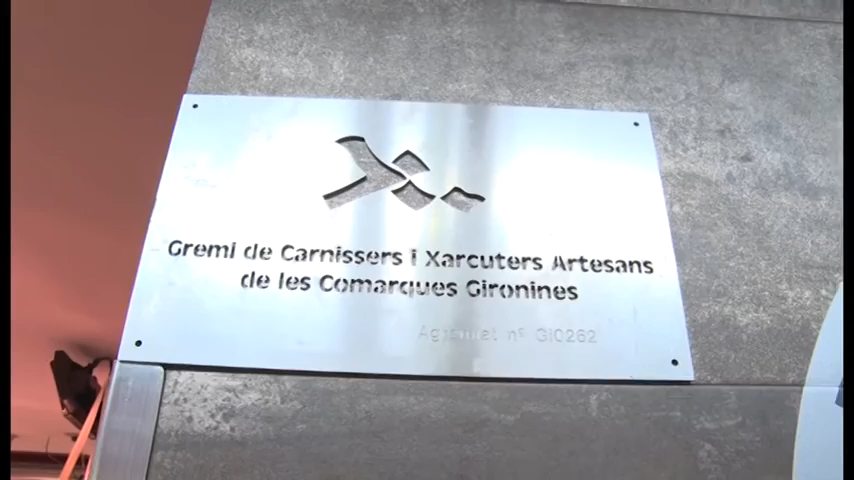 Gremi de Carnissers i Xarcuters Artesans
de les Comarques Gironines
Agremiat nº GI0262